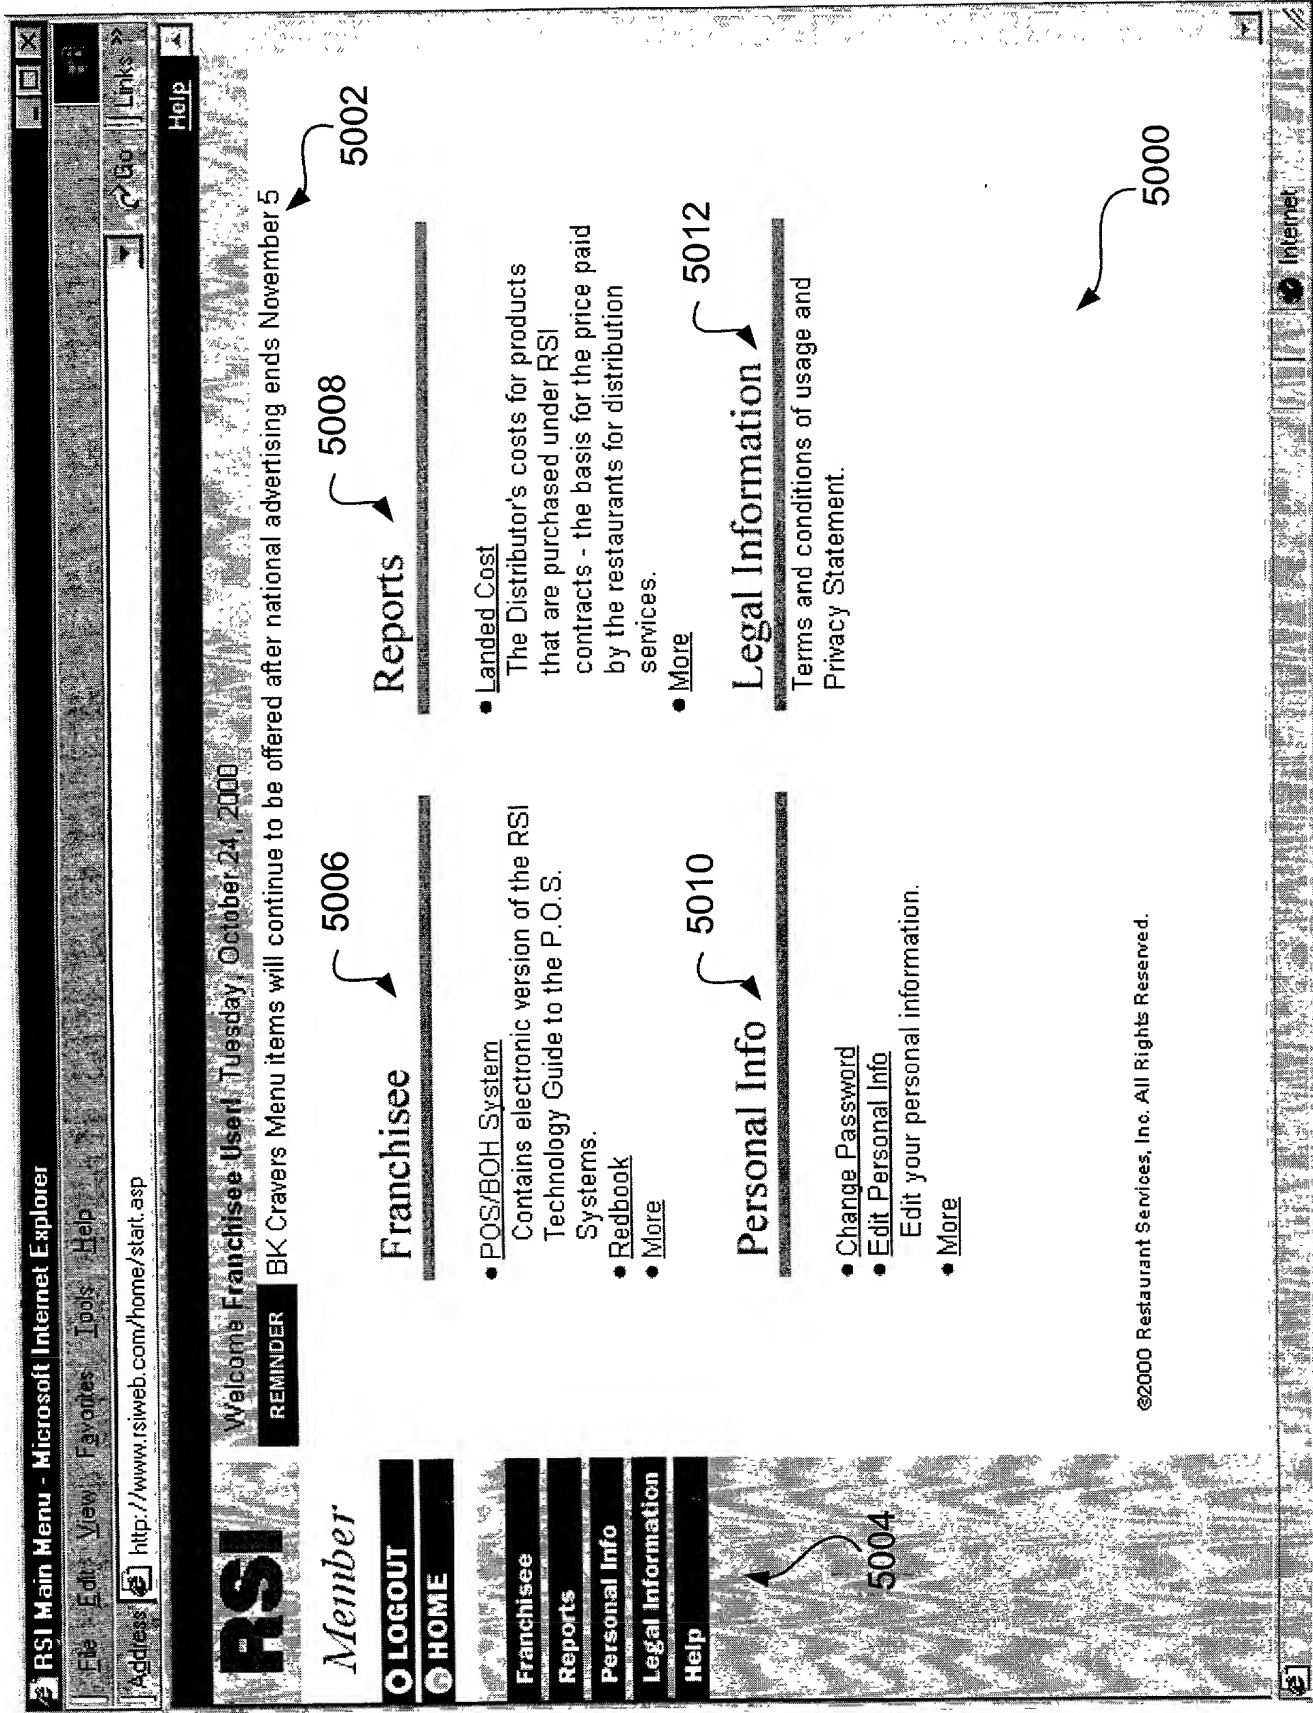 RSI Main Menu - Microsoft Internet Explorer
File Edit View Favorites Tools Help
Address http://www.rsiweb.com/home/start.asp Go Links »
Help
RSI
Welcome Franchisee User! Tuesday, October 24, 2000
REMINDER BK Cravers Menu items will continue to be offered after national advertising ends November 5
5002
Member
LOGOUT
HOME
Franchisee
Reports
Personal Info
Legal Information
Help
5004
Franchisee
5006
• POS/BOH System
Contains electronic version of the RSI
Technology Guide to the P.O.S.
Systems.
• Redbook
• More
Reports
5008
• Landed Cost
The Distributor's costs for products
that are purchased under RSI
contracts - the basis for the price paid
by the restaurants for distribution
services.
• More
Personal Info
5010
• Change Password
• Edit Personal Info
Edit your personal information.
• More
Legal Information
5012
Terms and conditions of usage and
Privacy Statement.
5000
©2000 Restaurant Services, Inc. All Rights Reserved.
Internet